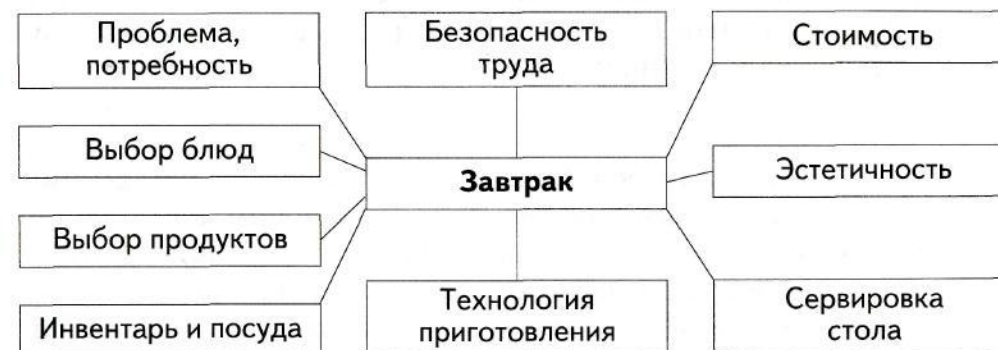 Проблема,
потребность
Безопасность
труда
Стоимость
Выбор блюд
Завтрак
Эстетичность
Выбор продуктов
Инвентарь и посуда
Технология
приготовления
Сервировка
стола